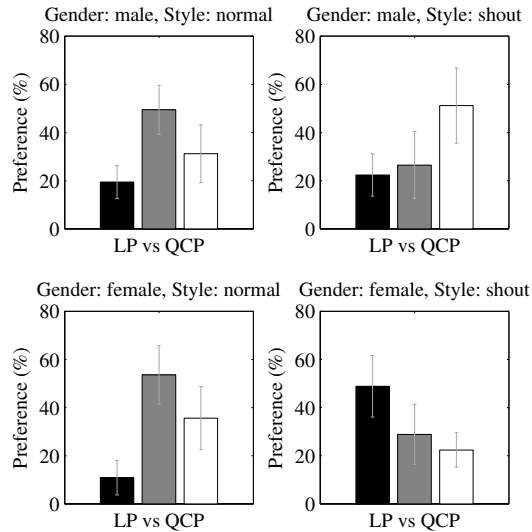 Gender: male, Style: normal
80
60
40
20
0
Preference (%)
LP vs QCP
Gender: male, Style: shout
80
60
40
20
0
Preference (%)
LP vs QCP
Gender: female, Style: normal
80
60
40
20
0
Preference (%)
LP vs QCP
Gender: female, Style: shout
80
60
40
20
0
Preference (%)
LP vs QCP